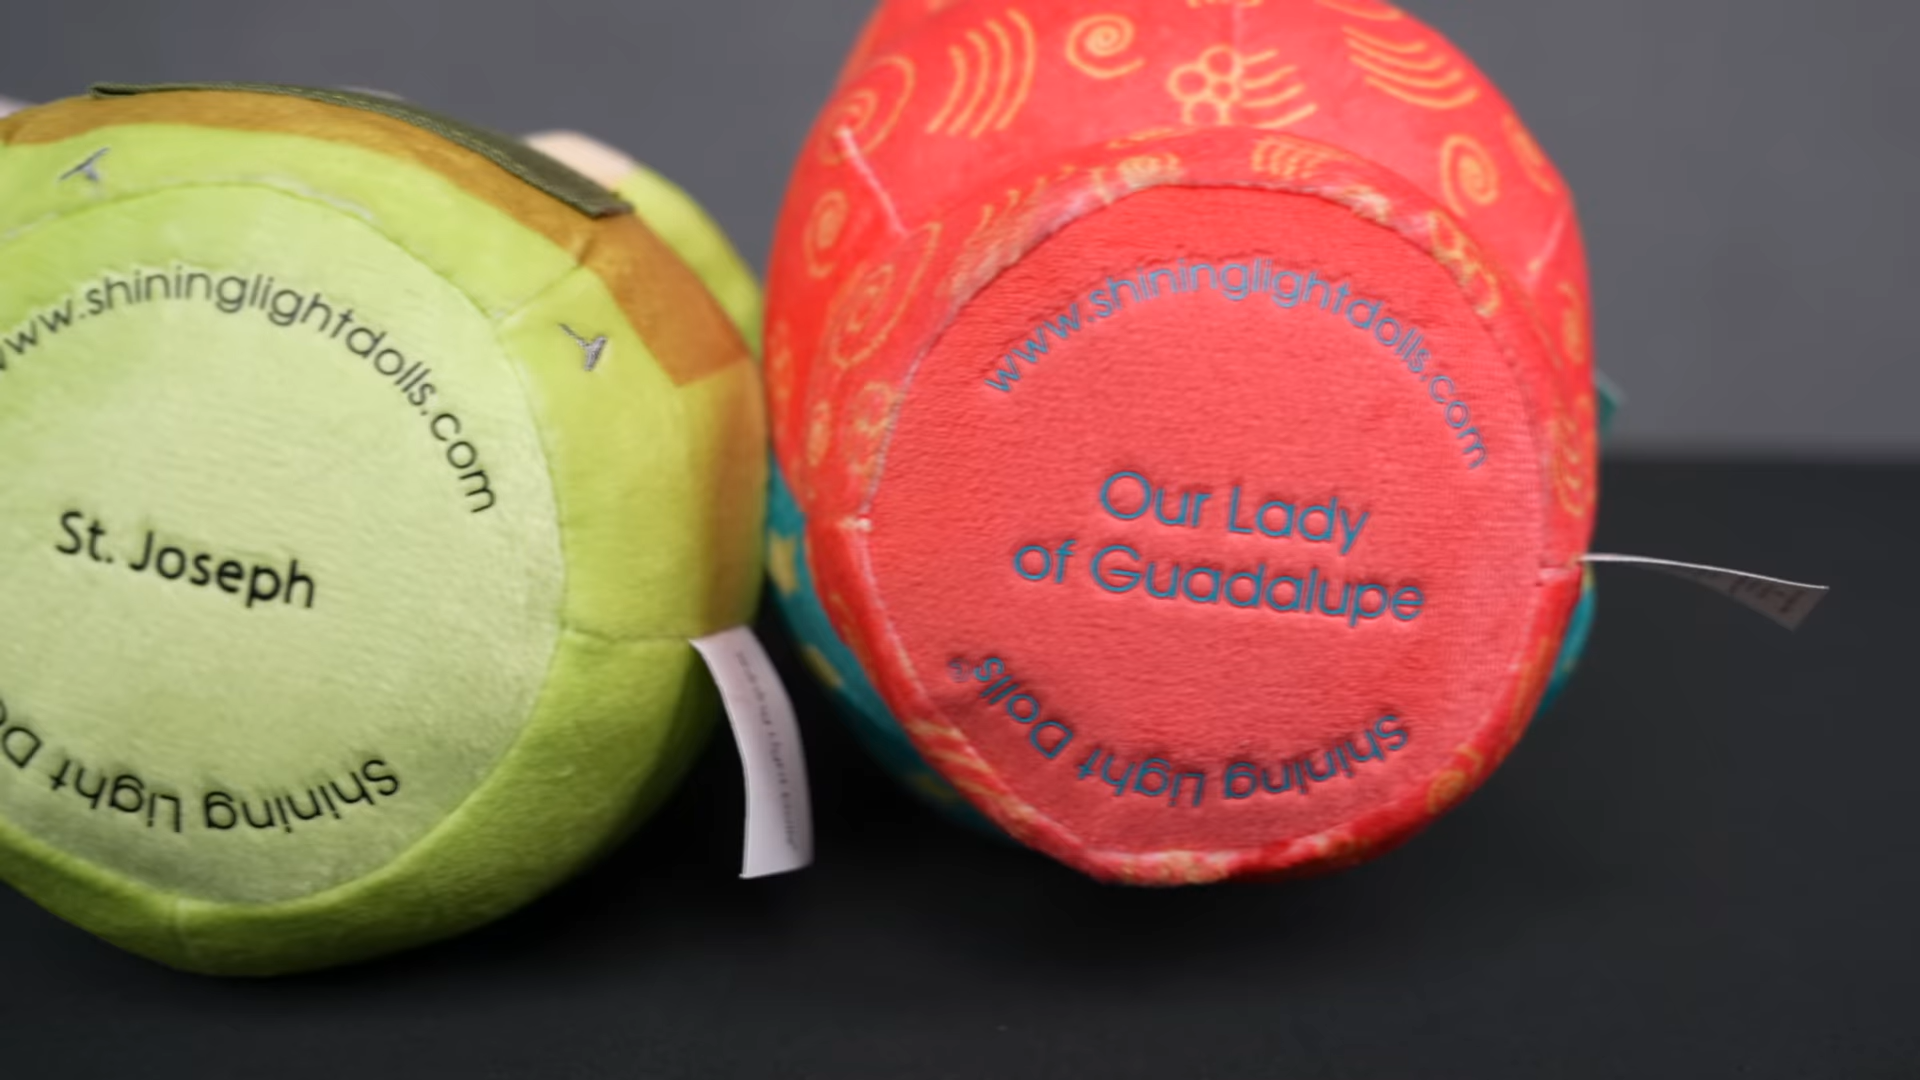 www.shininglightdolls.com
St. Joseph
Shining Light Do
www.shininglightdolls.com
Our Lady
of Guadalupe
Shining Light Dolls®